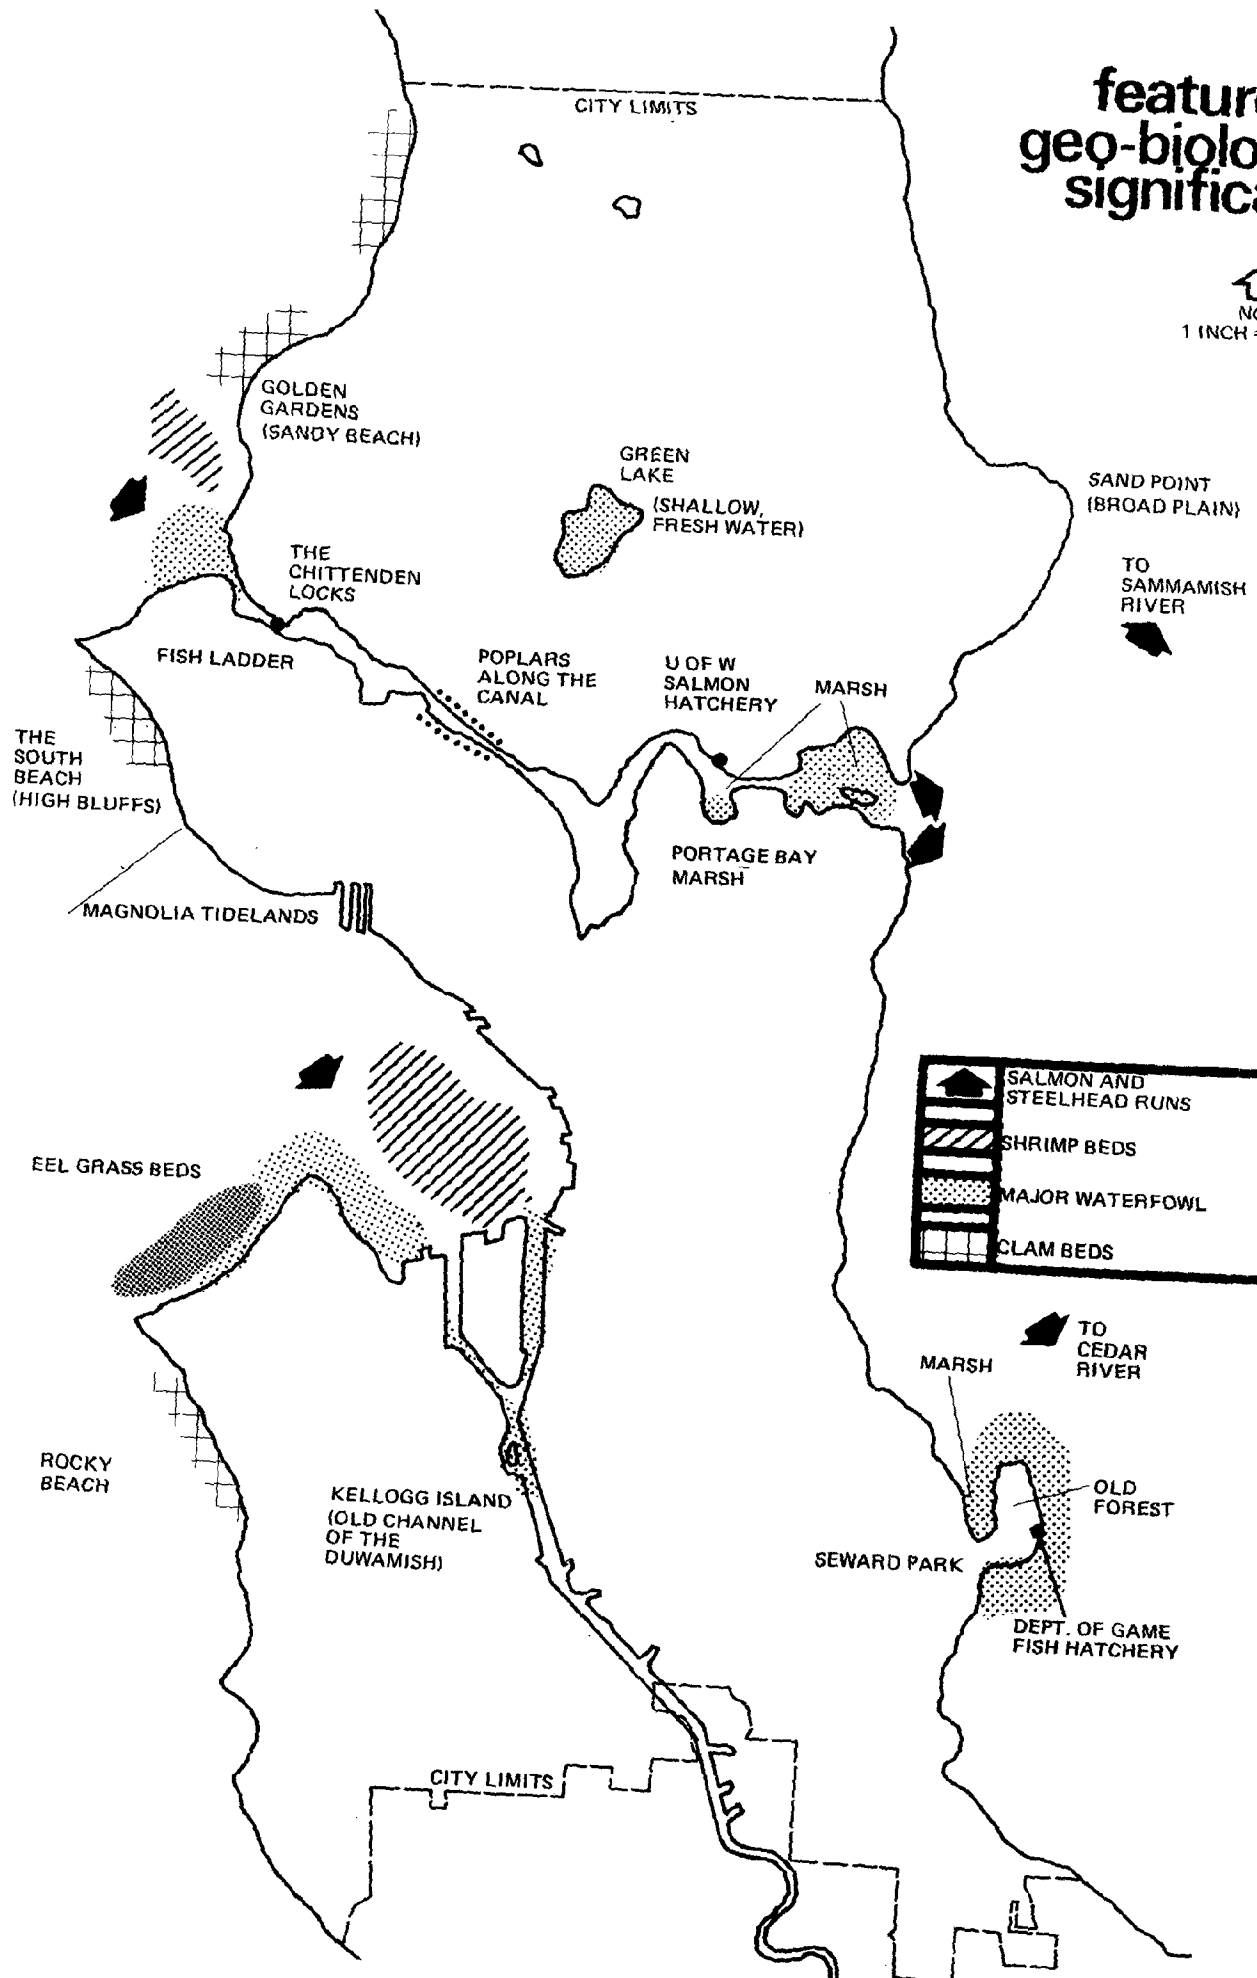 CITY LIMITS
featur
geo-biolo
signific
1 INCH =
GOLDEN
GARDENS
(SANDY BEACH)
GREEN
LAKE
(SHALLOW,
FRESH WATER)
SAND POINT
(BROAD PLAIN)
THE
CHITTENDEN
LOCKS
TO
SAMMAMISH
RIVER
FISH LADDER
POPLARS
ALONG THE
CANAL
U OF W
SALMON
HATCHERY
MARSH
THE
SOUTH
BEACH
(HIGH BLUFFS)
PORTAGE BAY
MARSH
MAGNOLIA TIDELANDS
SALMON AND
STEELHEAD RUNS
SHRIMP BEDS
MAJOR WATERFOWL
CLAM BEDS
EEL GRASS BEDS
TO
CEDAR
RIVER
MARSH
ROCKY
BEACH
KELLOGG ISLAND
(OLD CHANNEL
OF THE
DUWAMISH)
OLD
FOREST
SEWARD PARK
DEPT. OF GAME
FISH HATCHERY
CITY LIMITS